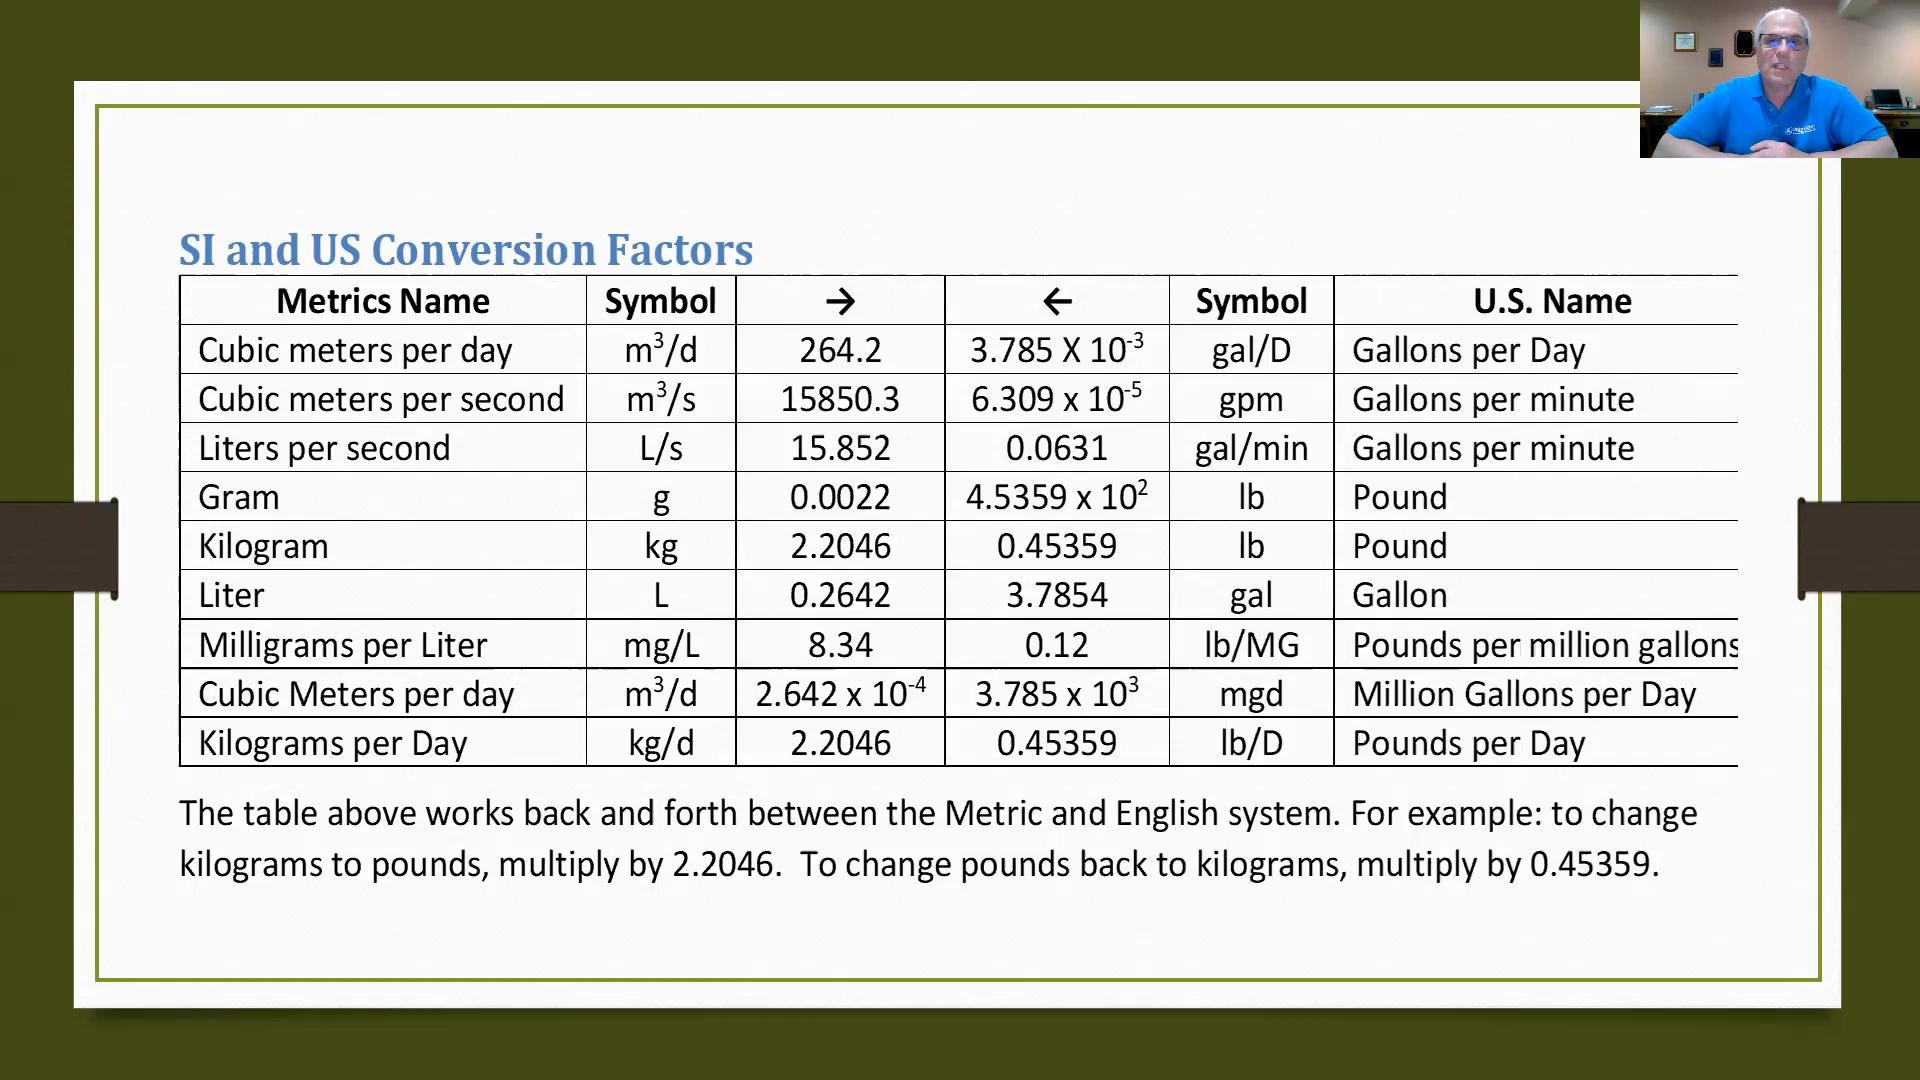 SI and US Conversion Factors
Metrics Name Symbol → ← Symbol U.S. Name
Cubic meters per day m³/d 264.2 3.785 X 10⁻³ gal/D Gallons per Day
Cubic meters per second m³/s 15850.3 6.309 x 10⁻⁵ gpm Gallons per minute
Liters per second L/s 15.852 0.0631 gal/min Gallons per minute
Gram g 0.0022 4.5359 x 10² lb Pound
Kilogram kg 2.2046 0.45359 lb Pound
Liter L 0.2642 3.7854 gal Gallon
Milligrams per Liter mg/L 8.34 0.12 lb/MG Pounds per million gallons
Cubic Meters per day m³/d 2.642 x 10⁻⁴ 3.785 x 10³ mgd Million Gallons per Day
Kilograms per Day kg/d 2.2046 0.45359 lb/D Pounds per Day
The table above works back and forth between the Metric and English system. For example: to change
kilograms to pounds, multiply by 2.2046. To change pounds back to kilograms, multiply by 0.45359.